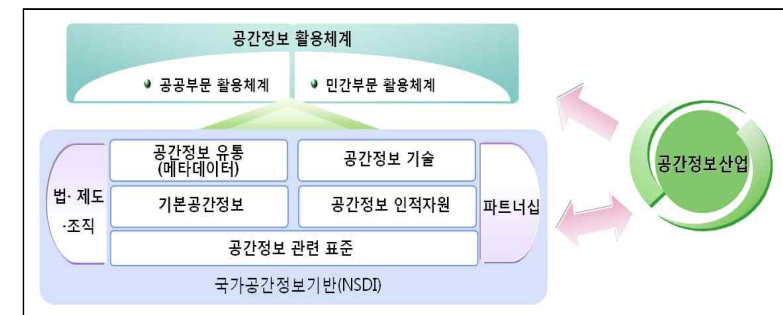 공간정보 활용체계
공공부문 활용체계
민간부문 활용체계
공간정보 유통
(메타데이터)
공간정보 기술
법· 제도
·조직
기본공간정보
공간정보 인적자원
파트너십
공간정보 관련 표준
국가공간정보기반(NSDI)
공간정보산업